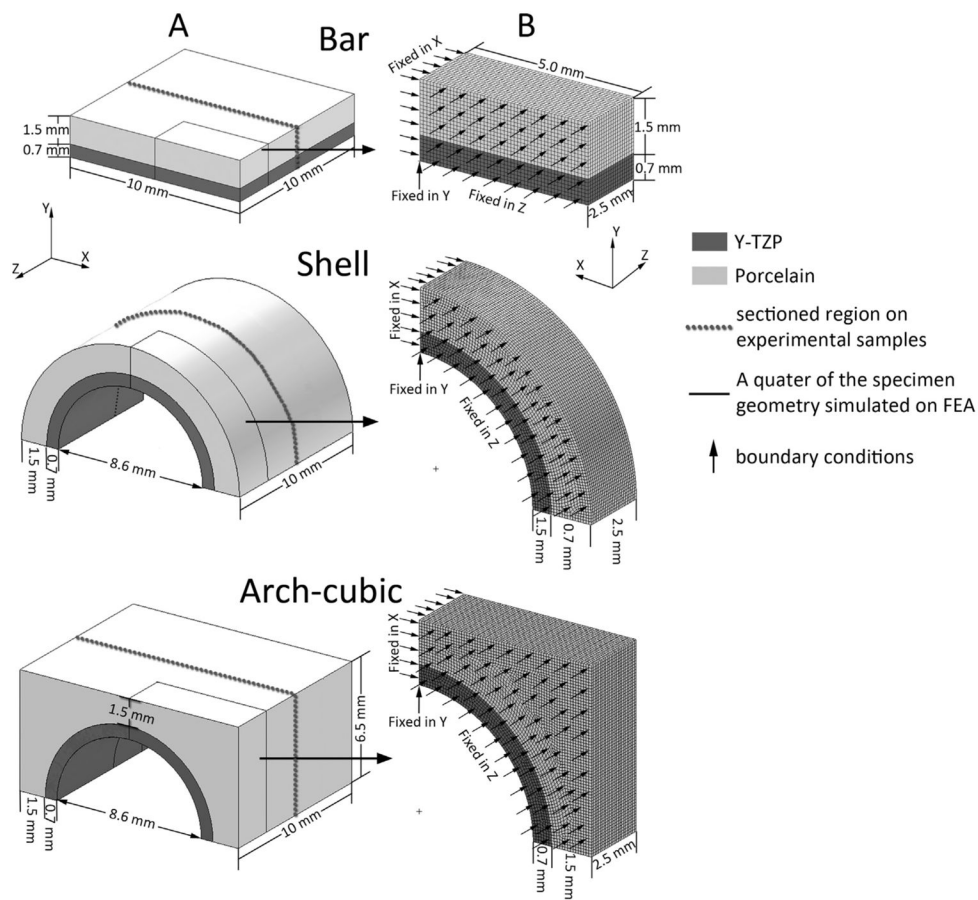 A
Bar
B
1.5 mm
0.7 mm
10 mm
10 mm
Fixed in X
5.0 mm
1.5 mm
0.7 mm
Fixed in Y
Fixed in Z
2.5 mm
Y
X
Z
Y
X
Z
Y-TZP
Porcelain
sectioned region on
experimental samples
A quater of the specimen
geometry simulated on FEA
boundary conditions
Shell
1.5 mm
0.7 mm
8.6 mm
10 mm
Fixed in X
Fixed in Y
Fixed in Z
1.5 mm
0.7 mm
2.5 mm
Arch-cubic
1.5 mm
6.5 mm
1.5 mm
0.7 mm
8.6 mm
10 mm
Fixed in X
Fixed in Y
Fixed in Z
0.7 mm
1.5 mm
2.5 mm